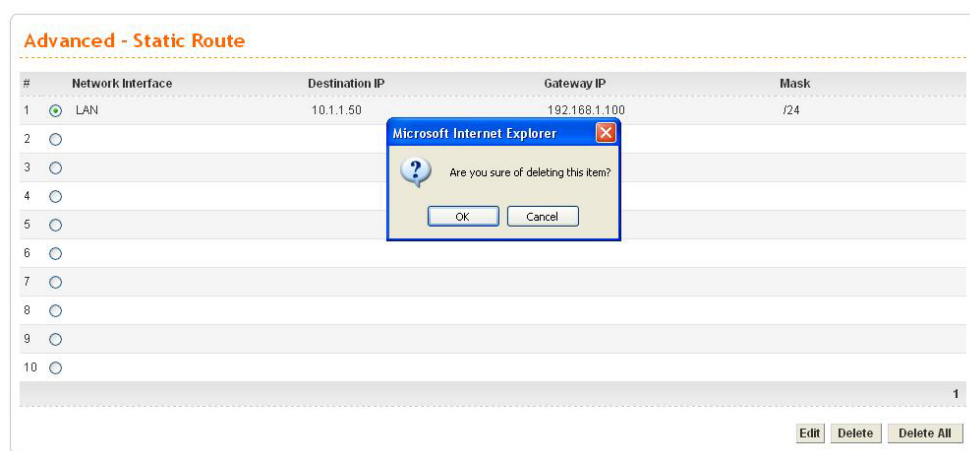 Advanced - Static Route
# Network Interface Destination IP Gateway IP Mask
1 LAN 10.1.1.50 192.168.1.100 /24
2
3
4
5
6
7
8
9
10
1
Microsoft Internet Explorer
Are you sure of deleting this item?
OK Cancel
Edit Delete Delete All